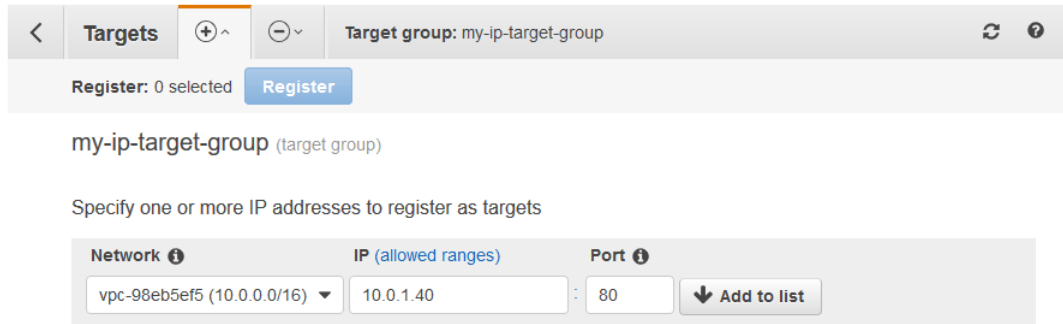 Targets Target group: my-ip-target-group
Register: 0 selected Register
my-ip-target-group (target group)
Specify one or more IP addresses to register as targets
Network IP (allowed ranges) Port
vpc-98eb5ef5 (10.0.0.0/16) 10.0.1.40 : 80 Add to list